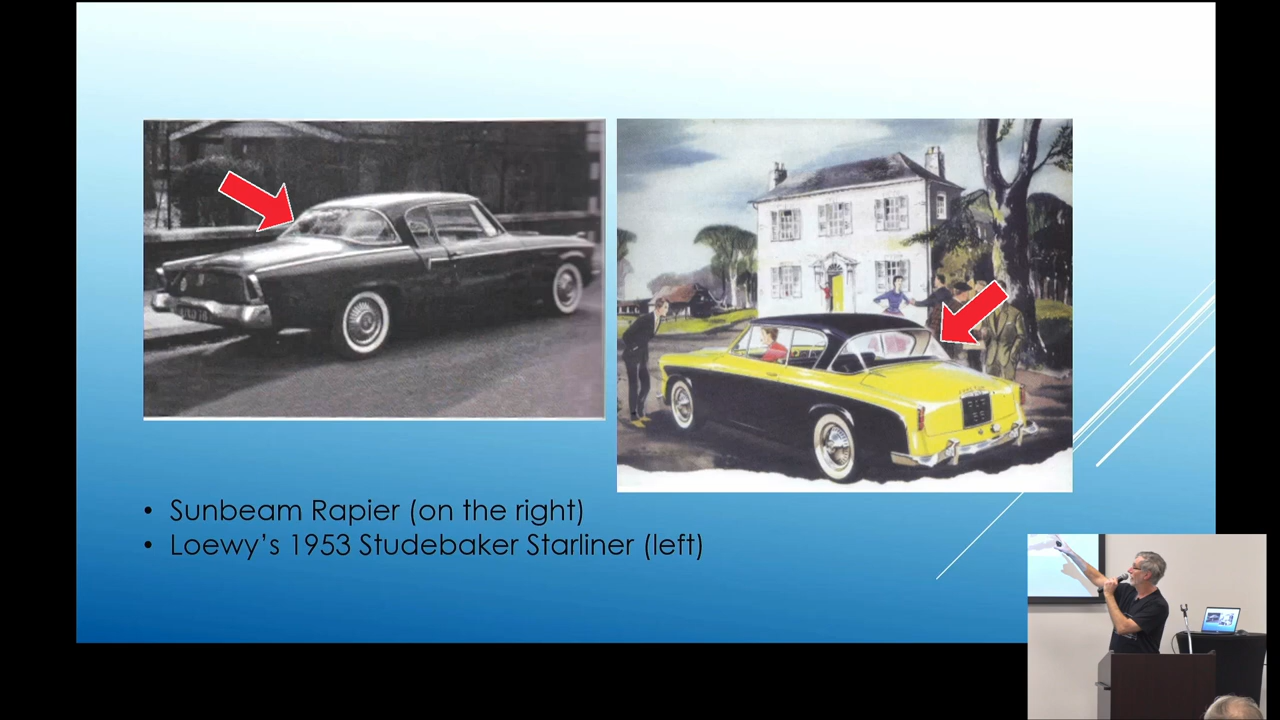 • Sunbeam Rapier (on the right)
• Loewy's 1953 Studebaker Starliner (left)